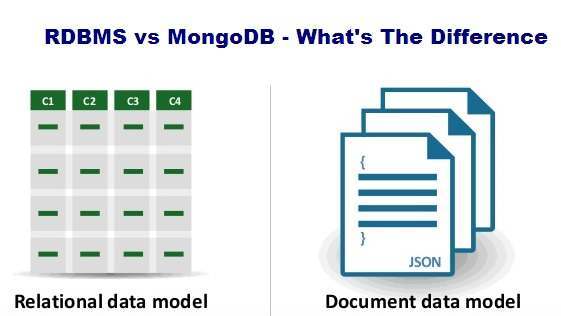 RDBMS vs MongoDB - What's The Difference
C1 C2 C3 C4
{
}
JSON
Relational data model
Document data model